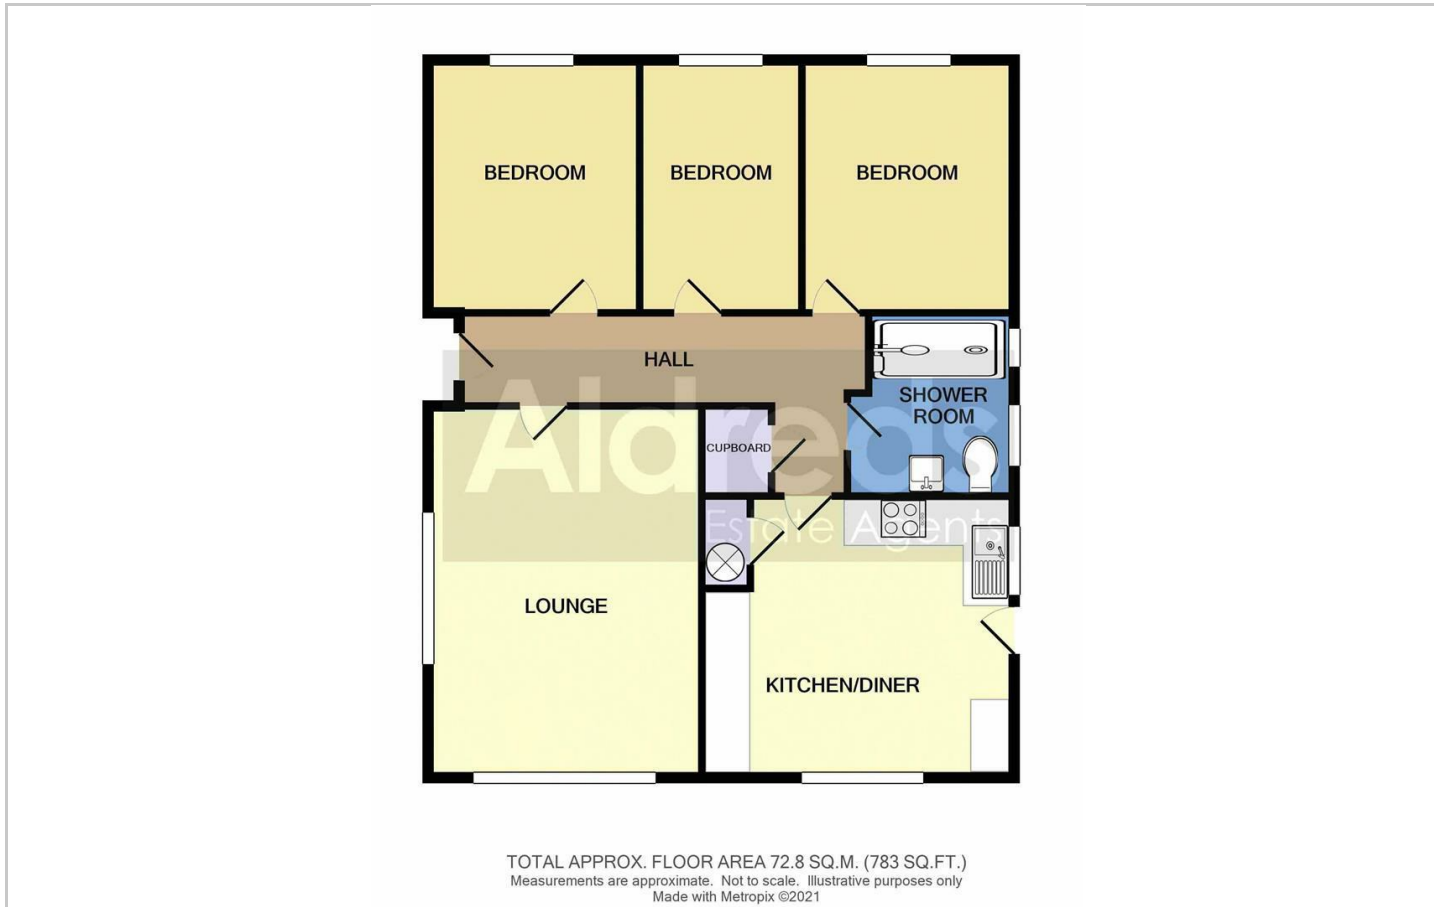 BEDROOM
BEDROOM
BEDROOM
HALL
SHOWER
ROOM
Aldreds
CUPBOARD
Estate Agents
LOUNGE
KITCHEN/DINER
TOTAL APPROX. FLOOR AREA 72.8 SQ.M. (783 SQ.FT.)
Measurements are approximate. Not to scale. Illustrative purposes only
Made with Metropix ©2021